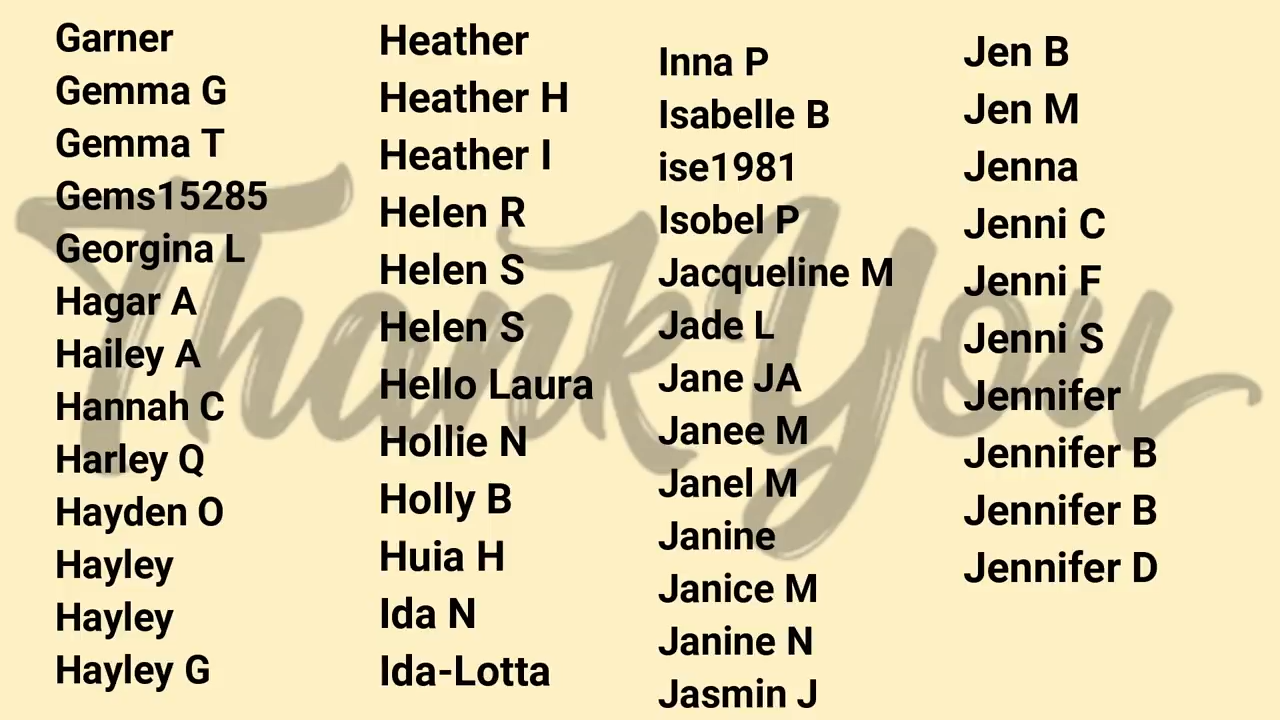 Garner
Gemma G
Gemma T
Gems15285
Georgina L
Hagar A
Hailey A
Hannah C
Harley Q
Hayden O
Hayley
Hayley
Hayley G
Heather
Heather H
Heather I
Helen R
Helen S
Helen S
Hello Laura
Hollie N
Holly B
Huia H
Ida N
Ida-Lotta
Inna P
Isabelle B
ise1981
Isobel P
Jacqueline M
Jade L
Jane JA
Janee M
Janel M
Janine
Janice M
Janine N
Jasmin J
Jen B
Jen M
Jenna
Jenni C
Jenni F
Jenni S
Jennifer
Jennifer B
Jennifer B
Jennifer D
Thank You